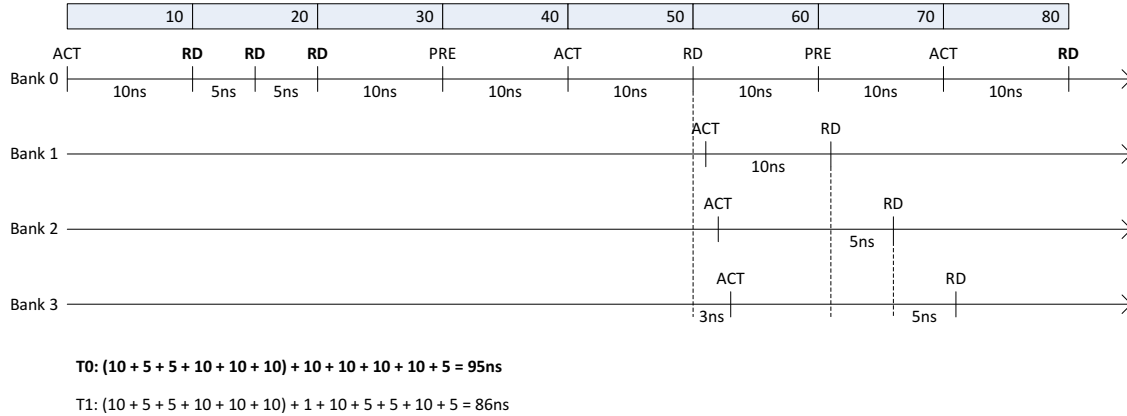 10 20 30 40 50 60 70 80
ACT RD RD RD PRE ACT RD PRE ACT RD
Bank 0
10ns 5ns 5ns 10ns 10ns 10ns 10ns 10ns 10ns
ACT RD
Bank 1
10ns
ACT RD
Bank 2
5ns
ACT RD
Bank 3
3ns 5ns
T0: (10 + 5 + 5 + 10 + 10 + 10) + 10 + 10 + 10 + 10 + 5 = 95ns
T1: (10 + 5 + 5 + 10 + 10 + 10) + 1 + 10 + 5 + 5 + 10 + 5 = 86ns